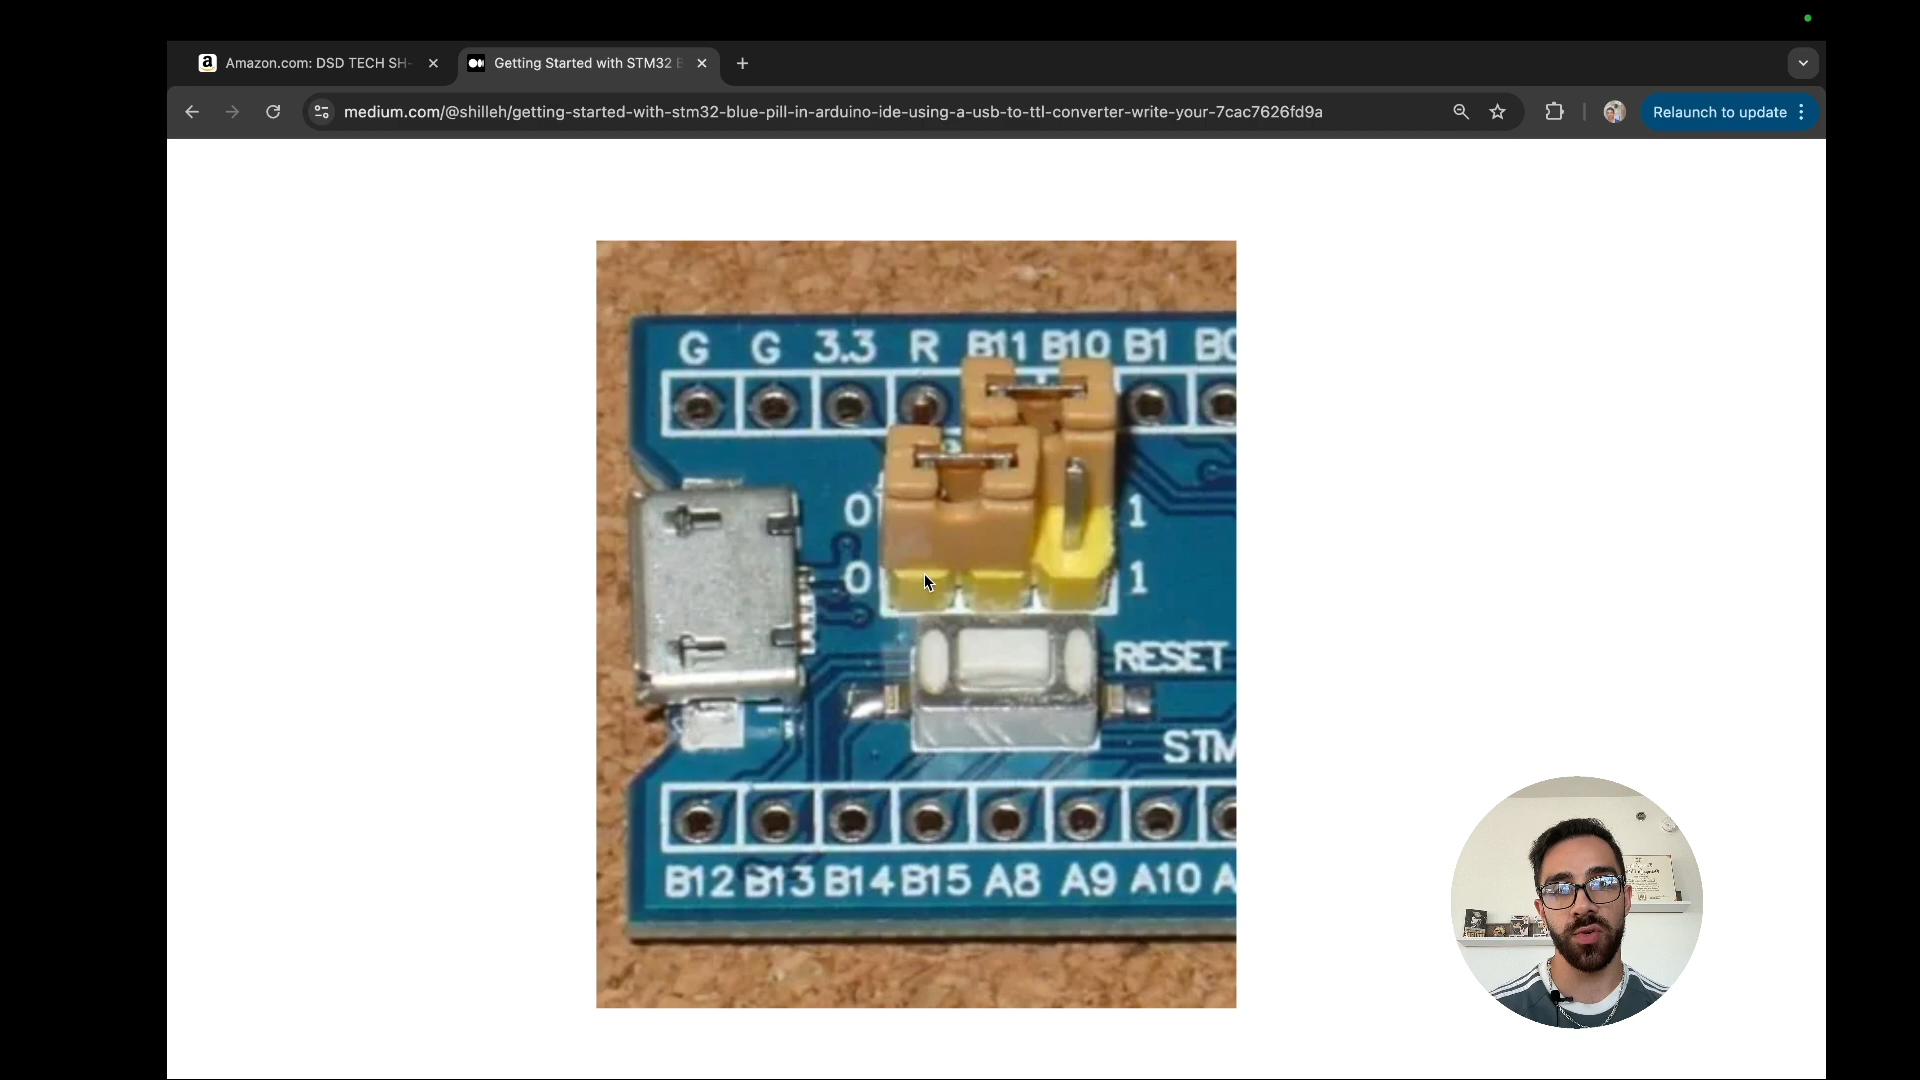 Amazon.com: DSD TECH SH-
Getting Started with STM32 B
medium.com/@shilleh/getting-started-with-stm32-blue-pill-in-arduino-ide-using-a-usb-to-ttl-converter-write-your-7cac7626fd9a
Relaunch to update
G G 3.3 R B11 B10 B1 B0
0 1
0 1
RESET
STM
B12 B13 B14 B15 A8 A9 A10 A